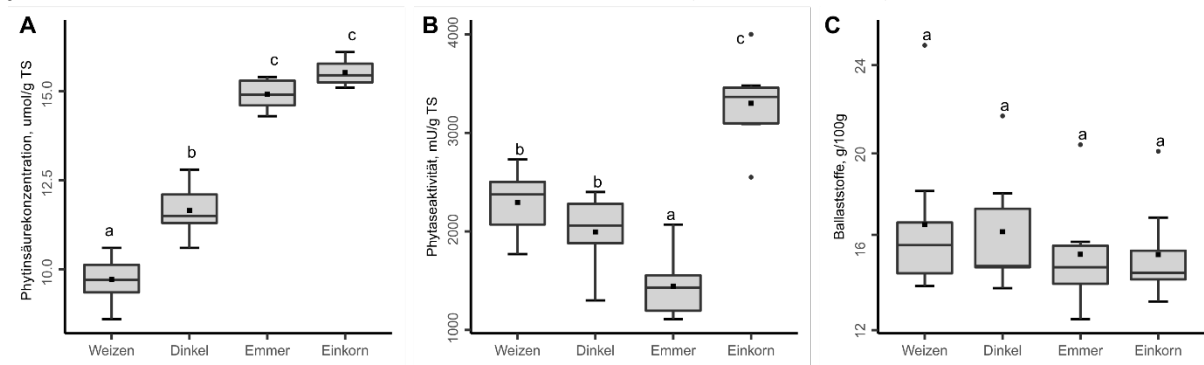 A
Phytinsäurekonzentration, umol/g TS
15.0
12.5
10.0
a
b
c
c
Weizen
Dinkel
Emmer
Einkorn
B
Phytaseaktivität, mU/g TS
4000
3000
2000
1000
b
b
a
c
Weizen
Dinkel
Emmer
Einkorn
C
Ballaststoffe, g/100g
24
20
16
12
a
a
a
a
Weizen
Dinkel
Emmer
Einkorn